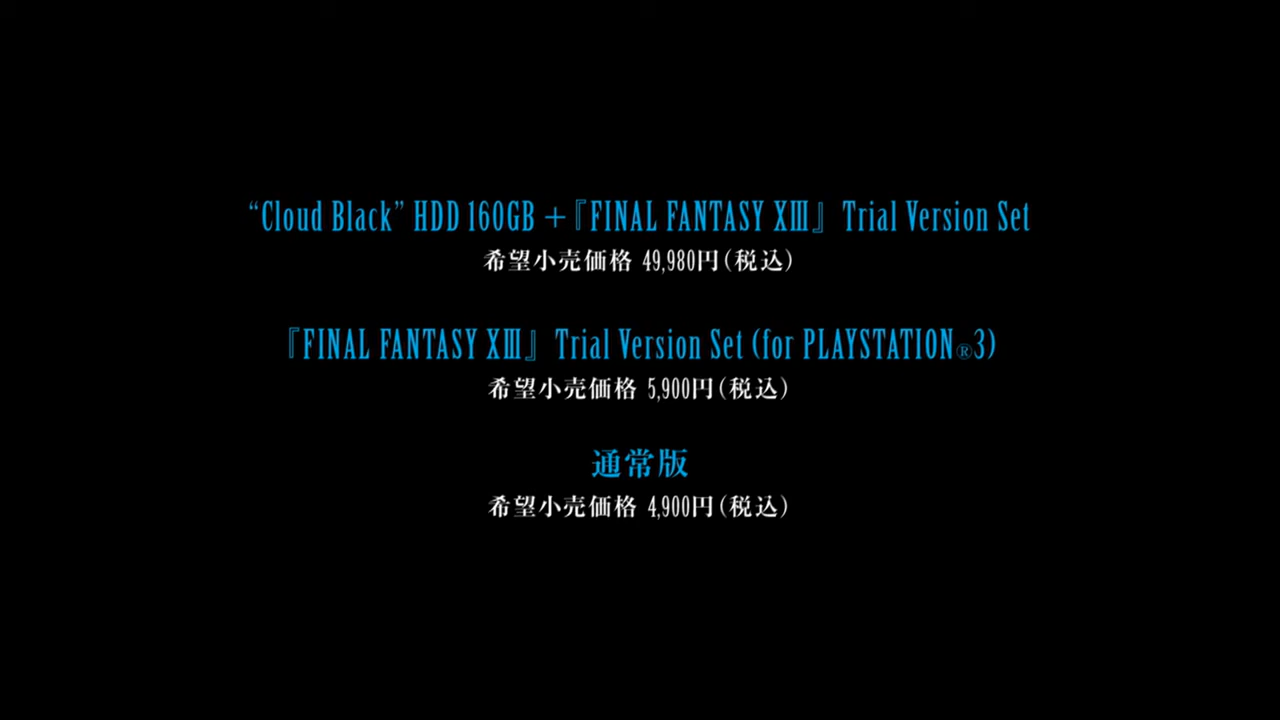 “Cloud Black” HDD 160GB ＋『FINAL FANTASY XIII』 Trial Version Set
希望小売価格 49,980円（税込）
『FINAL FANTASY XIII』 Trial Version Set (for PLAYSTATION®3)
希望小売価格 5,900円（税込）
通常版
希望小売価格 4,900円（税込）